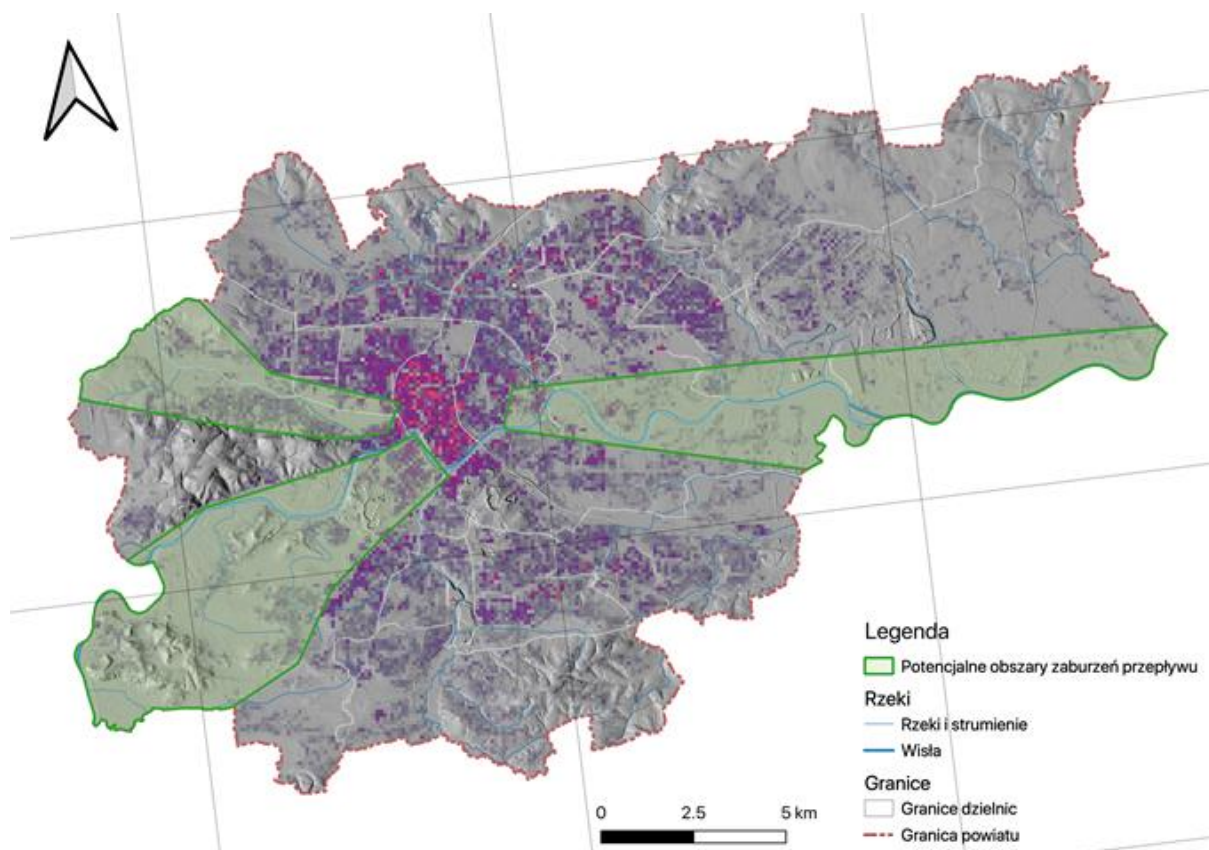 Legenda
Potencjalne obszary zaburzeń przepływu
Rzeki
Rzeki i strumienie
Wisła
Granice
Granice dzielnic
Granica powiatu
0 2.5 5 km